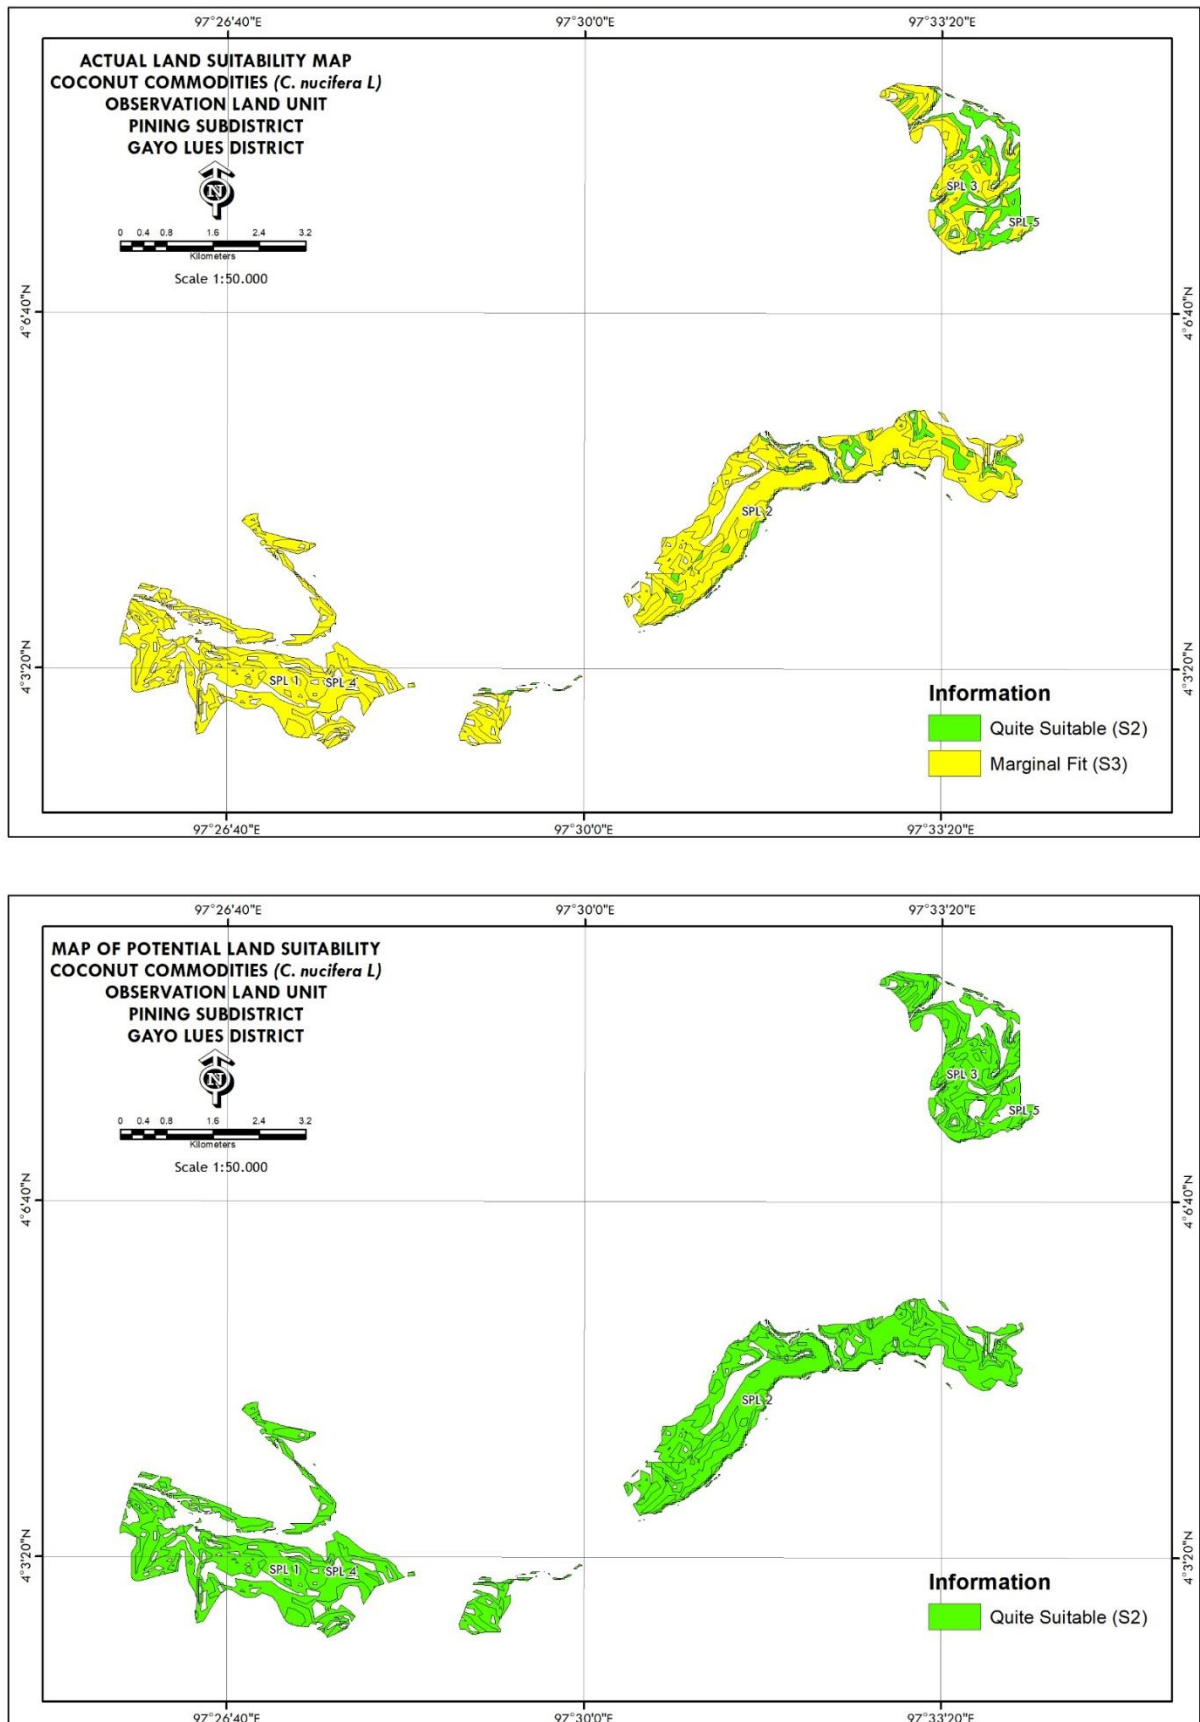 97°26'40"E 97°30'0"E 97°33'20"E
ACTUAL LAND SUITABILITY MAP
COCONUT COMMODITIES (C. nucifera L)
OBSERVATION LAND UNIT
PINING SUBDISTRICT
GAYO LUES DISTRICT
N
0 0.4 0.8 1.6 2.4 3.2
Kilometers
Scale 1:50.000
SPL 3
SPL 5
4°6'40"N 4°6'40"N
SPL 2
4°3'20"N 4°3'20"N
SPL 1 SPL 4
Information
Quite Suitable (S2)
Marginal Fit (S3)
97°26'40"E 97°30'0"E 97°33'20"E
97°26'40"E 97°30'0"E 97°33'20"E
MAP OF POTENTIAL LAND SUITABILITY
COCONUT COMMODITIES (C. nucifera L)
OBSERVATION LAND UNIT
PINING SUBDISTRICT
GAYO LUES DISTRICT
N
0 0.4 0.8 1.6 2.4 3.2
Kilometers
Scale 1:50.000
SPL 3
SPL 5
4°6'40"N 4°6'40"N
SPL 2
4°3'20"N 4°3'20"N
SPL 1 SPL 4
Information
Quite Suitable (S2)
97°26'40"E 97°30'0"E 97°33'20"E